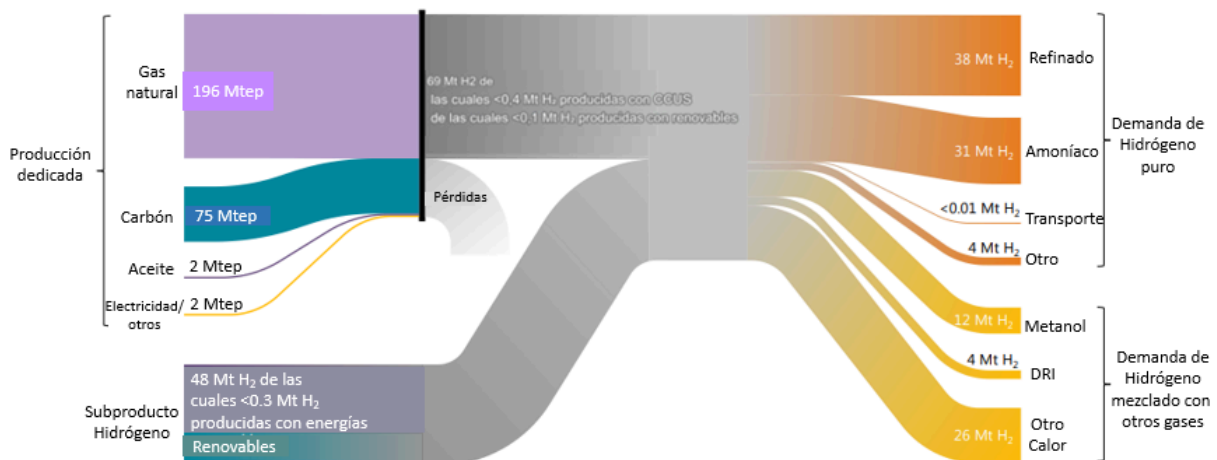 Producción
dedicada
Gas
natural
196 Mtep
Carbón
75 Mtep
Aceite
2 Mtep
Electricidad/
otros
2 Mtep
Subproducto
Hidrógeno
48 Mt H₂ de las
cuales <0.3 Mt H₂
producidas con energías
Renovables
69 Mt H2 de
las cuales <0,4 Mt H₂ producidas con CCUS
de las cuales <0,1 Mt H₂ producidas con renovables
Pérdidas
38 Mt H₂
Refinado
31 Mt H₂
Amoníaco
<0.01 Mt H₂
Transporte
4 Mt H₂
Otro
Demanda de
Hidrógeno
puro
12 Mt H₂
Metanol
4 Mt H₂
DRI
26 Mt H₂
Otro
Calor
Demanda de
Hidrógeno
mezclado con
otros gases